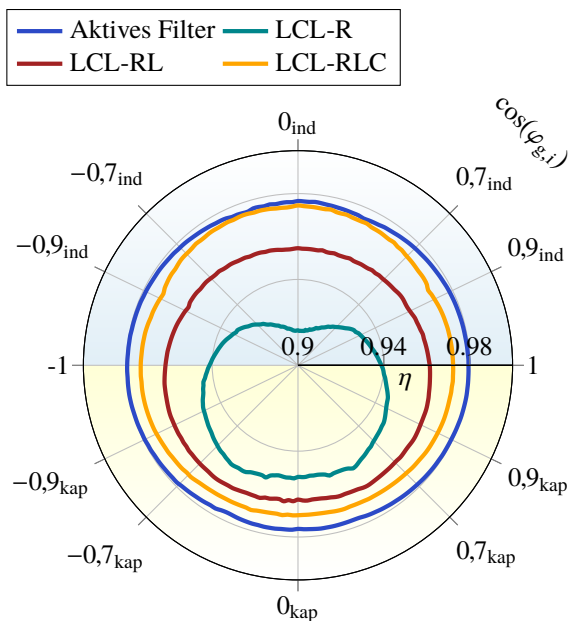 Aktives Filter LCL-R
LCL-RL LCL-RLC
cos(φg,i)
0ind
−0,7ind 0,7ind
−0,9ind 0,9ind
0.9 0.94 0.98
-1 1
η
−0,9kap 0,9kap
−0,7kap 0,7kap
0kap